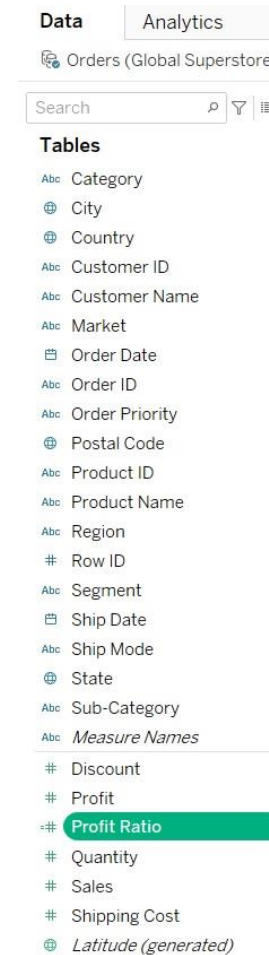 Data Analytics
Orders (Global Superstore
Search
Tables
Abc Category
City
Country
Abc Customer ID
Abc Customer Name
Abc Market
Order Date
Abc Order ID
Abc Order Priority
Postal Code
Abc Product ID
Abc Product Name
Abc Region
# Row ID
Abc Segment
Ship Date
Abc Ship Mode
State
Abc Sub-Category
Abc Measure Names
# Discount
# Profit
=# Profit Ratio
# Quantity
# Sales
# Shipping Cost
Latitude (generated)